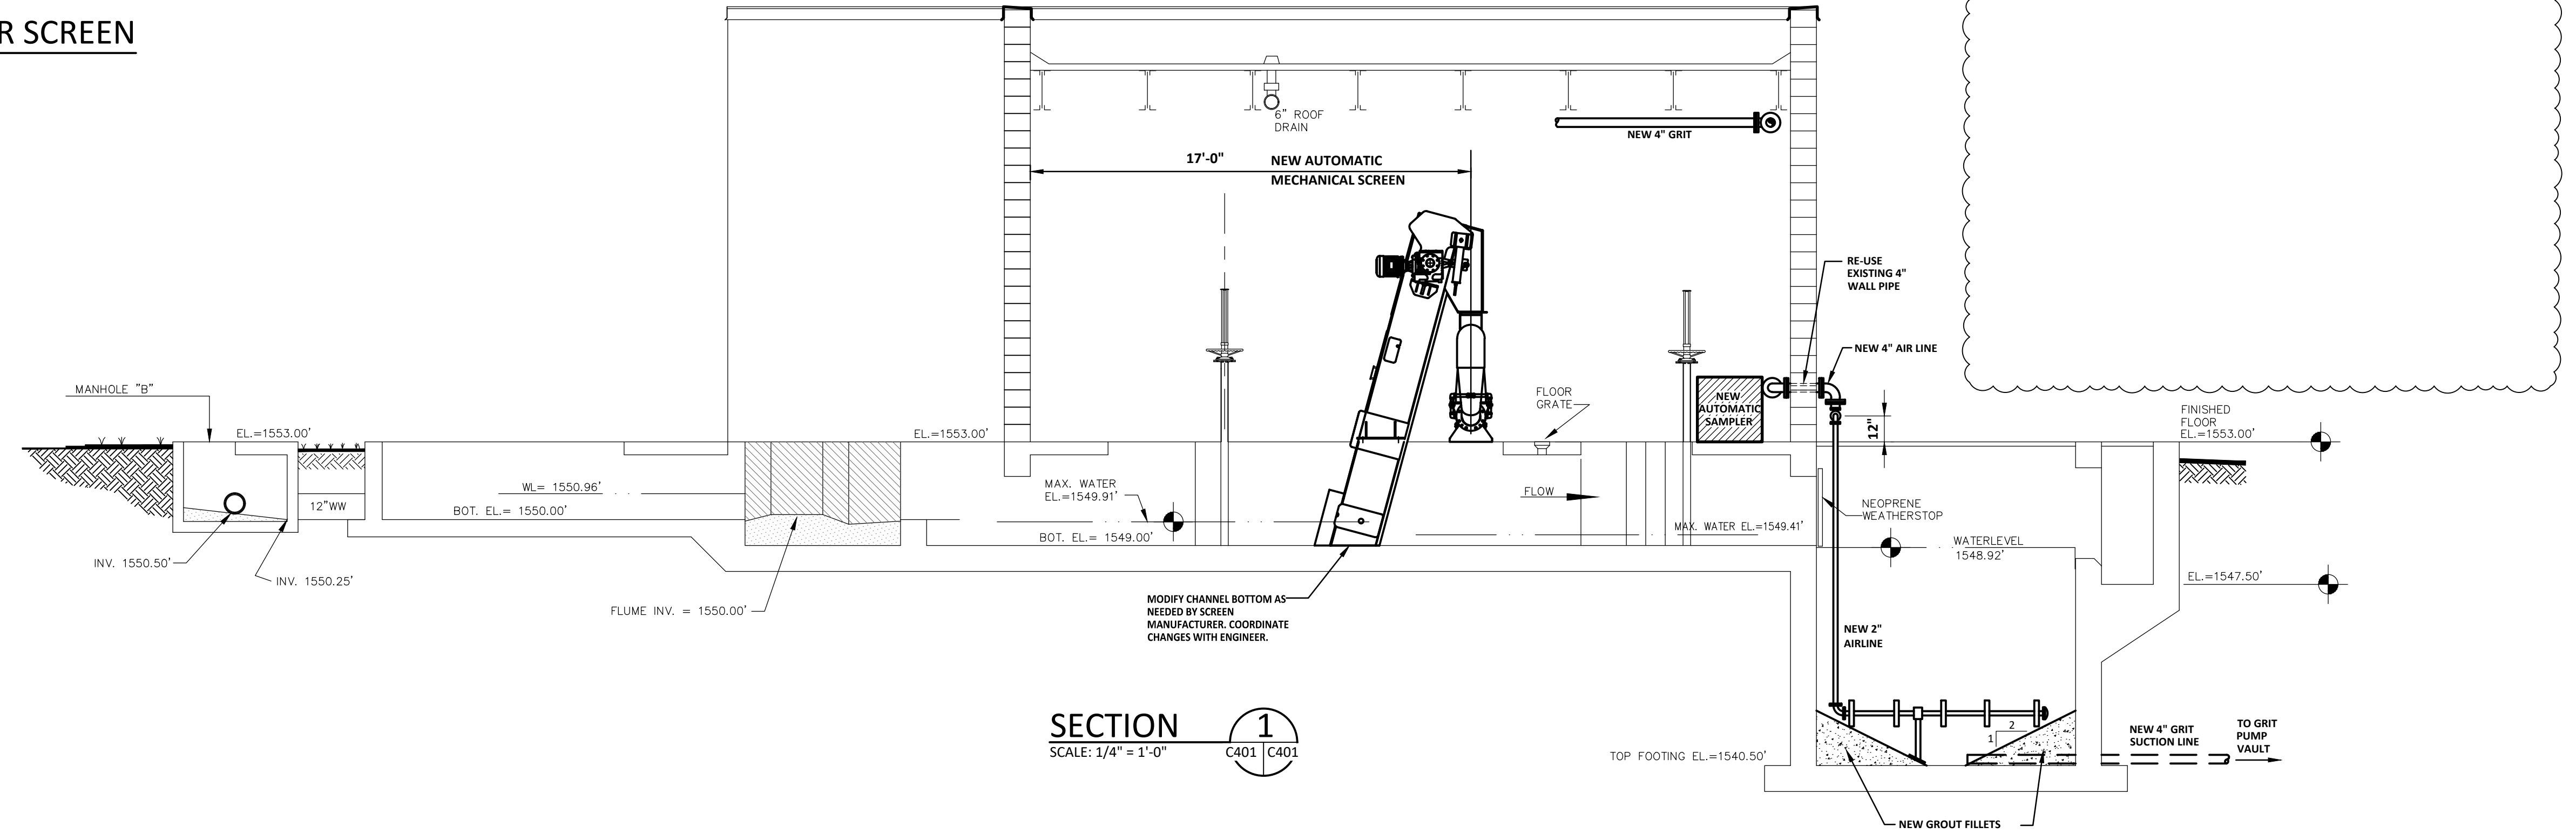 R SCREEN
6" ROOF
DRAIN
NEW 4" GRIT
17'-0"
NEW AUTOMATIC
MECHANICAL SCREEN
RE-USE
EXISTING 4"
WALL PIPE
NEW 4" AIR LINE
MANHOLE "B"
EL.=1553.00'
EL.=1553.00'
FLOOR
GRATE
NEW
AUTOMATIC
SAMPLER
12"
FINISHED
FLOOR
EL.=1553.00'
WL= 1550.96'
BOT. EL.= 1550.00'
12"WW
MAX. WATER
EL.=1549.91'
FLOW
BOT. EL.= 1549.00'
MAX. WATER EL.=1549.41'
NEOPRENE
WEATHERSTOP
WATERLEVEL
1548.92'
EL.=1547.50'
INV. 1550.50'
INV. 1550.25'
FLUME INV. = 1550.00'
MODIFY CHANNEL BOTTOM AS
NEEDED BY SCREEN
MANUFACTURER. COORDINATE
CHANGES WITH ENGINEER.
NEW 2"
AIRLINE
SECTION
SCALE: 1/4" = 1'-0"
1
C401 C401
TOP FOOTING EL.=1540.50'
2
1
NEW 4" GRIT
SUCTION LINE
TO GRIT
PUMP
VAULT
NEW GROUT FILLETS